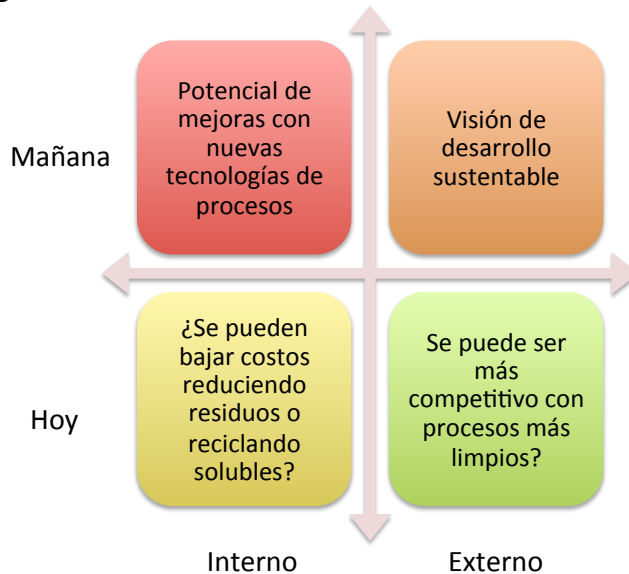 Potencial de
mejoras con
nuevas
tecnologías de
procesos
Visión de
desarrollo
sustentable
Mañana
¿Se pueden
bajar costos
reduciendo
residuos o
reciclando
solubles?
Se puede ser
más
competitivo con
procesos más
limpios?
Hoy
Interno
Externo